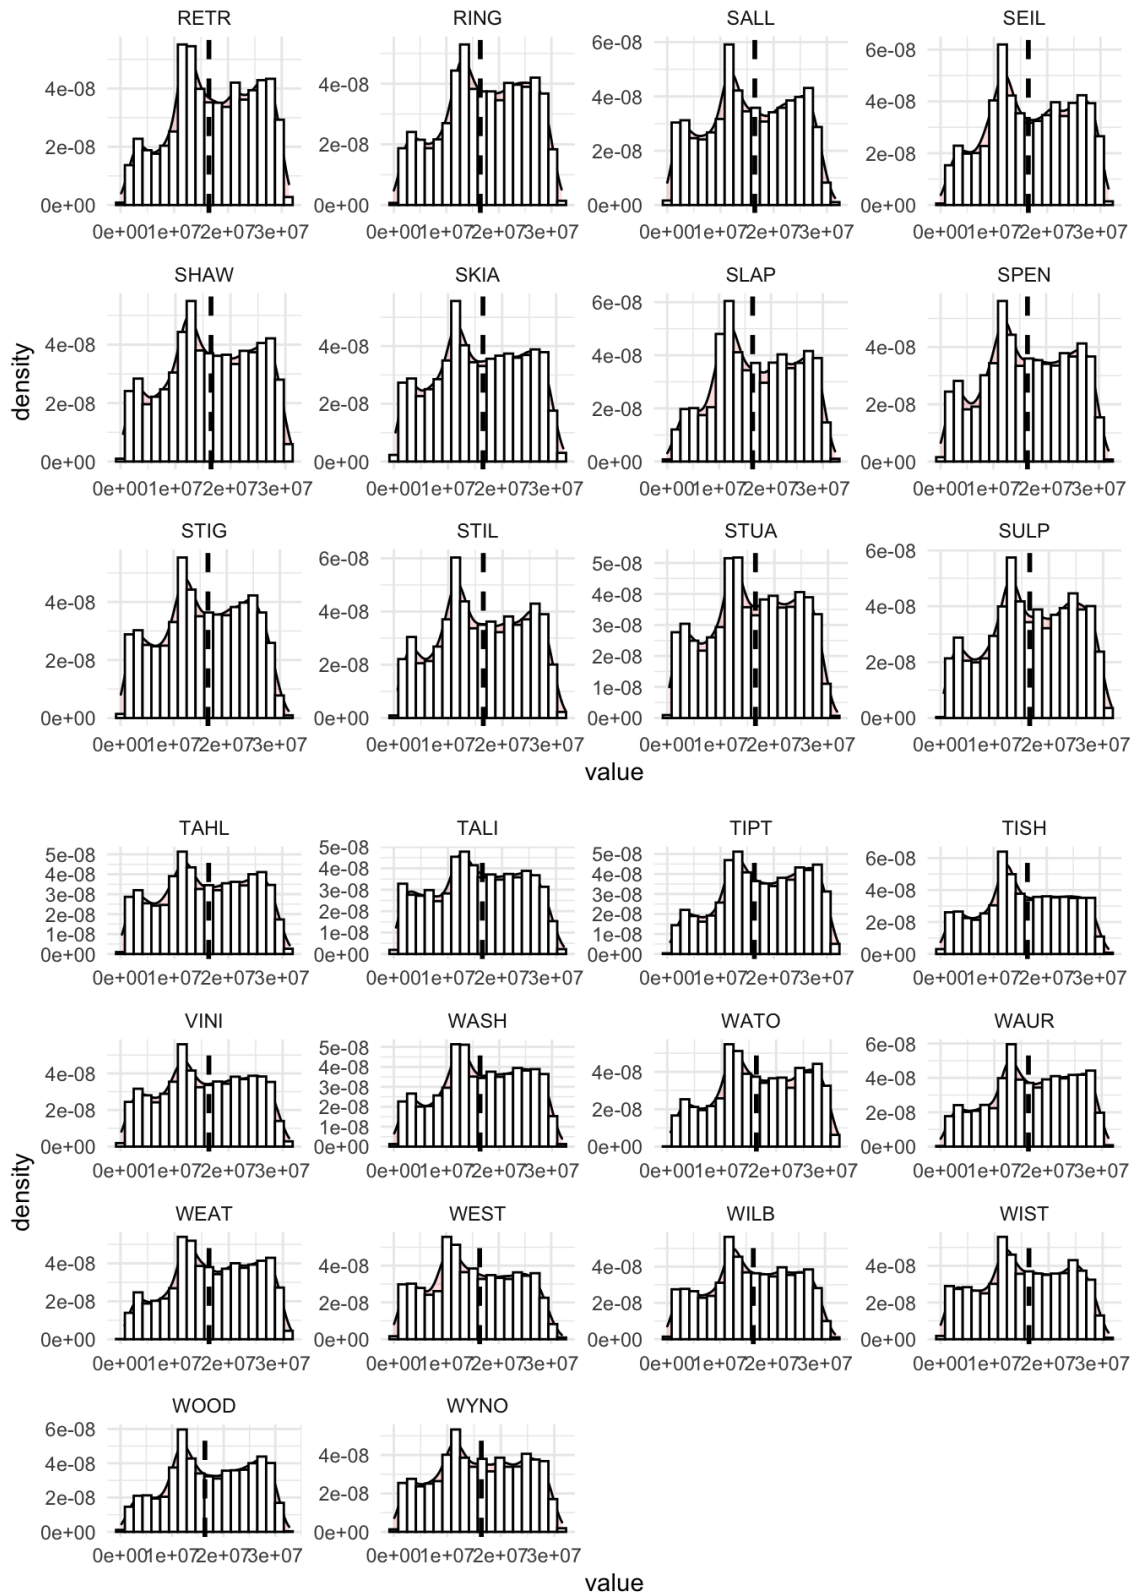 RETR RING SALL SEIL
4e-08 4e-08 6e-08 6e-08
2e-08 2e-08 4e-08 4e-08
0e+00 0e+00 2e-08 2e-08
0e+00 0e+00
0e+001e+072e+073e+07 0e+001e+072e+073e+07 0e+001e+072e+073e+07 0e+001e+072e+073e+07
SHAW SKIA SLAP SPEN
4e-08 4e-08 6e-08 4e-08
2e-08 2e-08 4e-08 2e-08
0e+00 0e+00 2e-08 0e+00
0e+00
0e+001e+072e+073e+07 0e+001e+072e+073e+07 0e+001e+072e+073e+07 0e+001e+072e+073e+07
density
STIG STIL STUA SULP
4e-08 6e-08 5e-08 6e-08
2e-08 4e-08 4e-08 4e-08
0e+00 2e-08 3e-08 2e-08
0e+00 2e-08 0e+00
1e-08
0e+00
0e+001e+072e+073e+07 0e+001e+072e+073e+07 0e+001e+072e+073e+07 0e+001e+072e+073e+07
value
TAHL TALI TIPT TISH
5e-08 5e-08 5e-08 6e-08
4e-08 4e-08 4e-08 4e-08
3e-08 3e-08 3e-08 2e-08
2e-08 2e-08 2e-08 0e+00
1e-08 1e-08 1e-08
0e+00 0e+00 0e+00
0e+001e+072e+073e+07 0e+001e+072e+073e+07 0e+001e+072e+073e+07 0e+001e+072e+073e+07
VINI WASH WATO WAUR
4e-08 5e-08 4e-08 6e-08
2e-08 4e-08 2e-08 4e-08
0e+00 3e-08 0e+00 2e-08
2e-08 0e+00
1e-08
0e+00
0e+001e+072e+073e+07 0e+001e+072e+073e+07 0e+001e+072e+073e+07 0e+001e+072e+073e+07
density
WEAT WEST WILB WIST
4e-08 4e-08 4e-08 4e-08
2e-08 2e-08 2e-08 2e-08
0e+00 0e+00 0e+00 0e+00
0e+001e+072e+073e+07 0e+001e+072e+073e+07 0e+001e+072e+073e+07 0e+001e+072e+073e+07
WOOD WYNO
6e-08 4e-08
4e-08 2e-08
2e-08 0e+00
0e+00
0e+001e+072e+073e+07 0e+001e+072e+073e+07
value